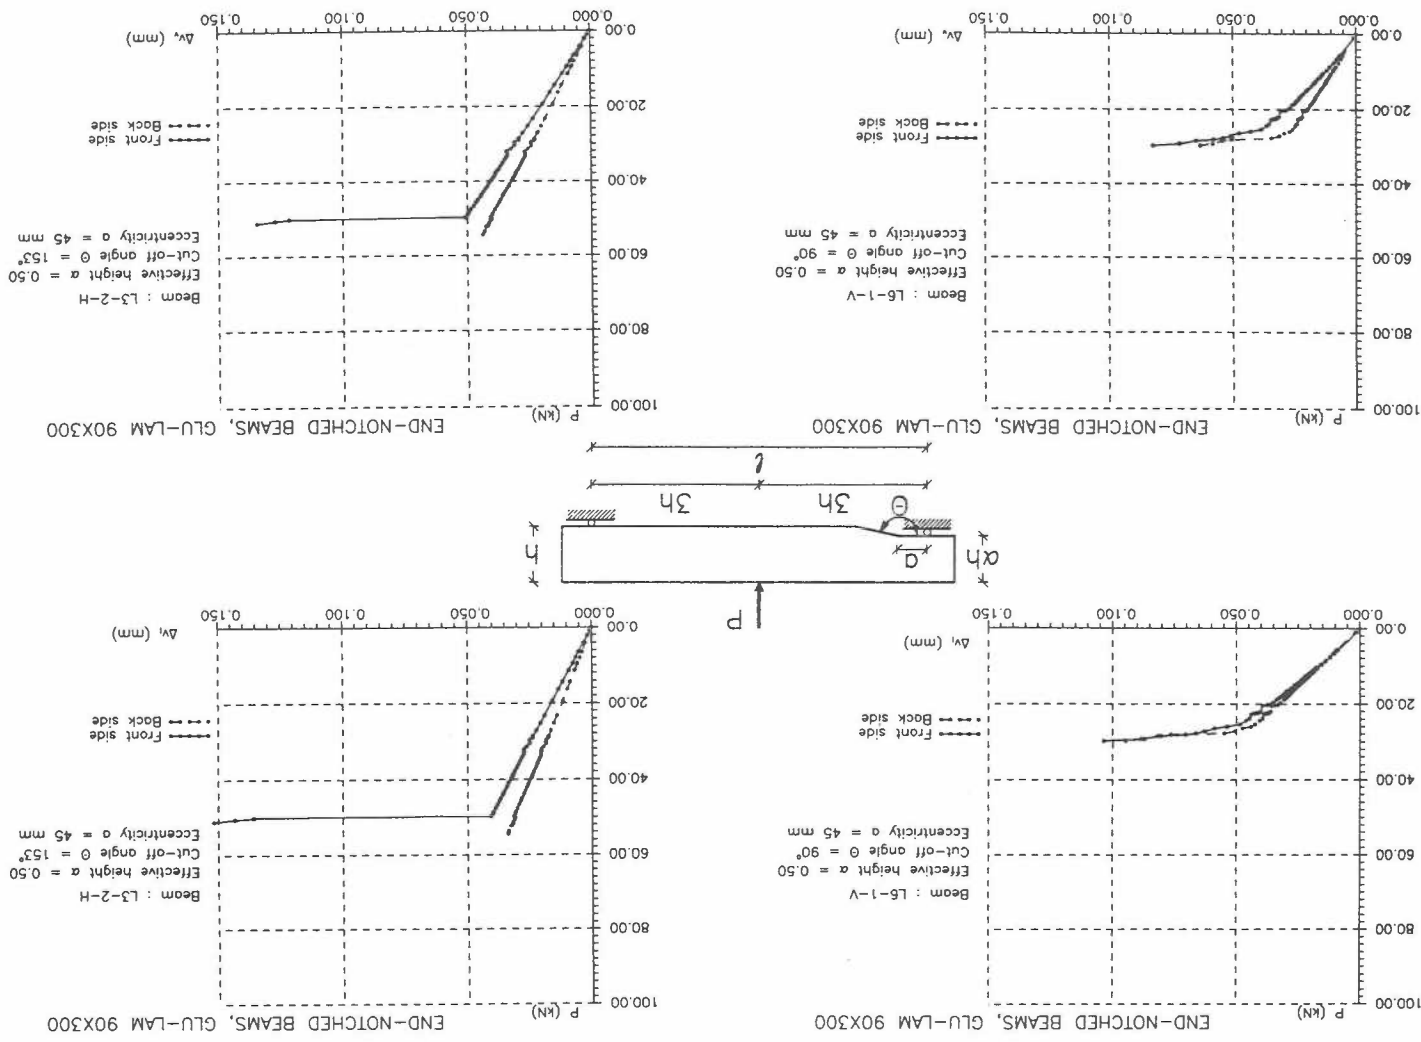 END-NOTCHED BEAMS, GLU-LAM 90X300
P (kN)
100.00
80.00
60.00
40.00
20.00
0.00
Beam : L6-1-V
Effective height α = 0.50
Cut-off angle Θ = 90°
Eccentricity a = 45 mm
Front side
Back side
Δvᵢ (mm)
0.000 0.050 0.100 0.150
END-NOTCHED BEAMS, GLU-LAM 90X300
P (kN)
100.00
80.00
60.00
40.00
20.00
0.00
Beam : L3-2-H
Effective height α = 0.50
Cut-off angle Θ = 153°
Eccentricity a = 45 mm
Front side
Back side
Δvᵢ (mm)
0.000 0.050 0.100 0.150
P
αh
a
h
Θ
3h
3h
ℓ
END-NOTCHED BEAMS, GLU-LAM 90X300
P (kN)
100.00
80.00
60.00
40.00
20.00
0.00
Beam : L6-1-V
Effective height α = 0.50
Cut-off angle Θ = 90°
Eccentricity a = 45 mm
Front side
Back side
Δvₑ (mm)
0.000 0.050 0.100 0.150
END-NOTCHED BEAMS, GLU-LAM 90X300
P (kN)
100.00
80.00
60.00
40.00
20.00
0.00
Beam : L3-2-H
Effective height α = 0.50
Cut-off angle Θ = 153°
Eccentricity a = 45 mm
Front side
Back side
Δvₑ (mm)
0.000 0.050 0.100 0.150